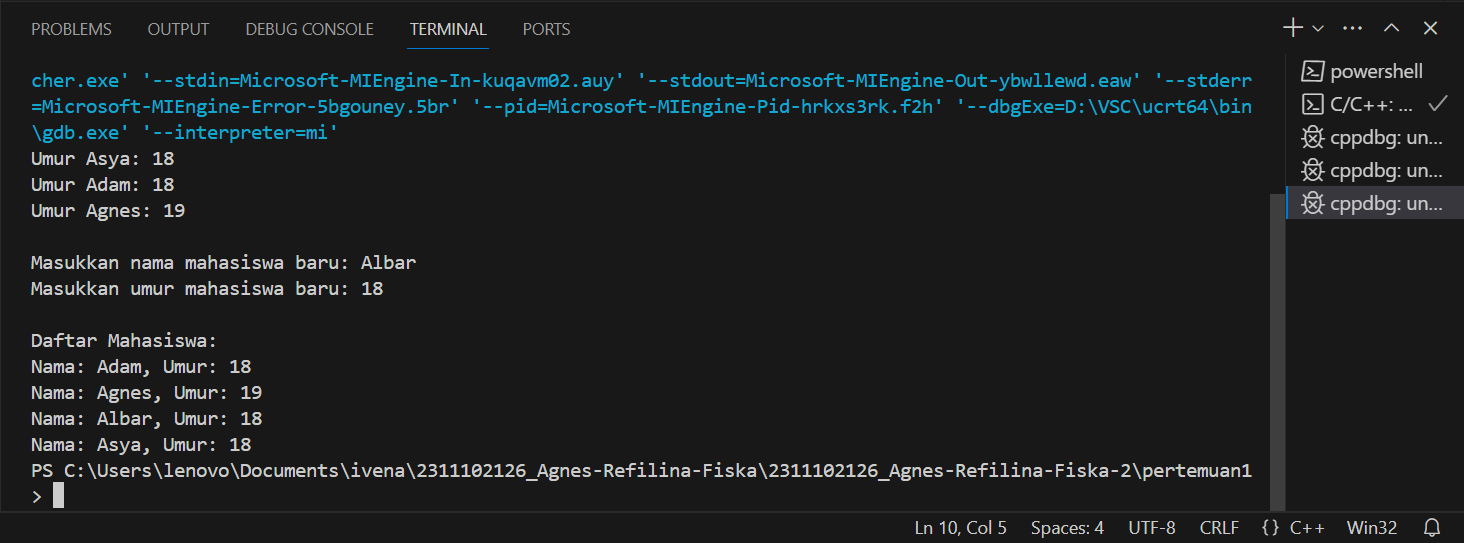 PROBLEMS OUTPUT DEBUG CONSOLE TERMINAL PORTS
cher.exe' '--stdin=Microsoft-MIEngine-In-kuqavm02.auy' '--stdout=Microsoft-MIEngine-Out-ybwllewd.eaw' '--stderr
=Microsoft-MIEngine-Error-5bgouney.5br' '--pid=Microsoft-MIEngine-Pid-hrkxs3rk.f2h' '--dbgExe=D:\VSC\ucrt64\bin
\gdb.exe' '--interpreter=mi'
Umur Asya: 18
Umur Adam: 18
Umur Agnes: 19
Masukkan nama mahasiswa baru: Albar
Masukkan umur mahasiswa baru: 18
Daftar Mahasiswa:
Nama: Adam, Umur: 18
Nama: Agnes, Umur: 19
Nama: Albar, Umur: 18
Nama: Asya, Umur: 18
PS C:\Users\lenovo\Documents\ivena\2311102126_Agnes-Refilina-Fiska\2311102126_Agnes-Refilina-Fiska-2\pertemuan1
>
powershell
C/C++: ...
cppdbg: un...
cppdbg: un...
cppdbg: un...
Ln 10, Col 5 Spaces: 4 UTF-8 CRLF {} C++ Win32